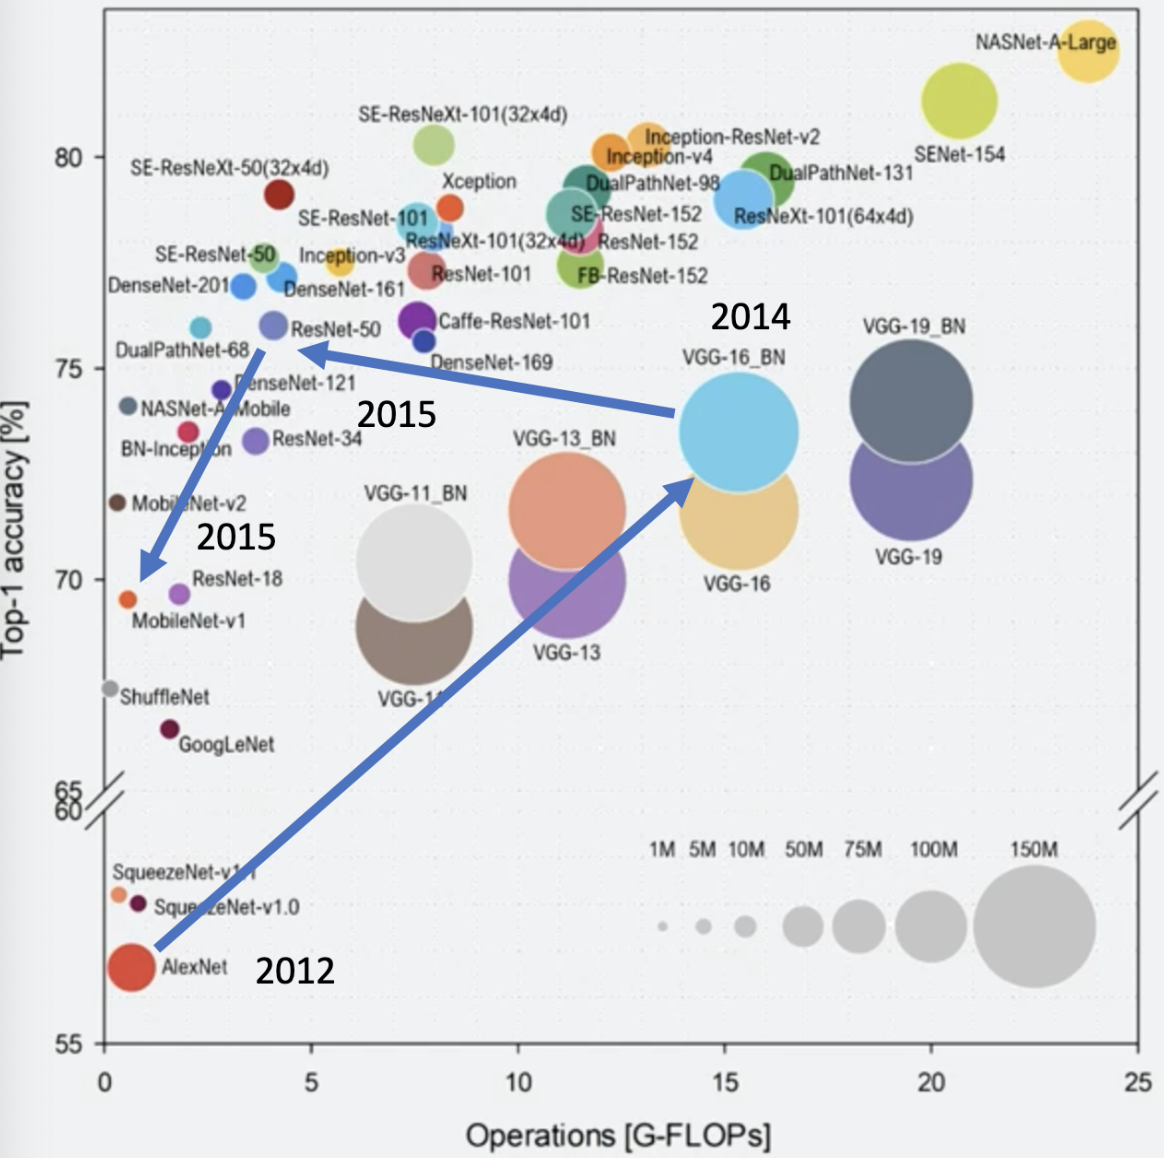 NASNet-A-Large
SE-ResNeXt-101(32x4d)
Inception-ResNet-v2
80
Inception-v4
SENet-154
SE-ResNeXt-50(32x4d)
Xception
DualPathNet-98
DualPathNet-131
SE-ResNet-101
SE-ResNet-152
ResNeXt-101(64x4d)
ResNeXt-101(32x4d)
ResNet-152
SE-ResNet-50
Inception-v3
ResNet-101
FB-ResNet-152
DenseNet-201
DenseNet-161
2014
ResNet-50
Caffe-ResNet-101
VGG-19_BN
DualPathNet-68
DenseNet-169
VGG-16_BN
75
DenseNet-121
NASNet-A-Mobile
2015
BN-Inception
ResNet-34
VGG-13_BN
MobileNet-v2
VGG-11_BN
2015
Top-1 accuracy [%]
70
ResNet-18
VGG-16
VGG-19
MobileNet-v1
VGG-13
ShuffleNet
VGG-11
GoogLeNet
65
60
1M 5M 10M 50M 75M 100M 150M
SqueezeNet-v1.1
SqueezeNet-v1.0
AlexNet
2012
55
0 5 10 15 20 25
Operations [G-FLOPs]